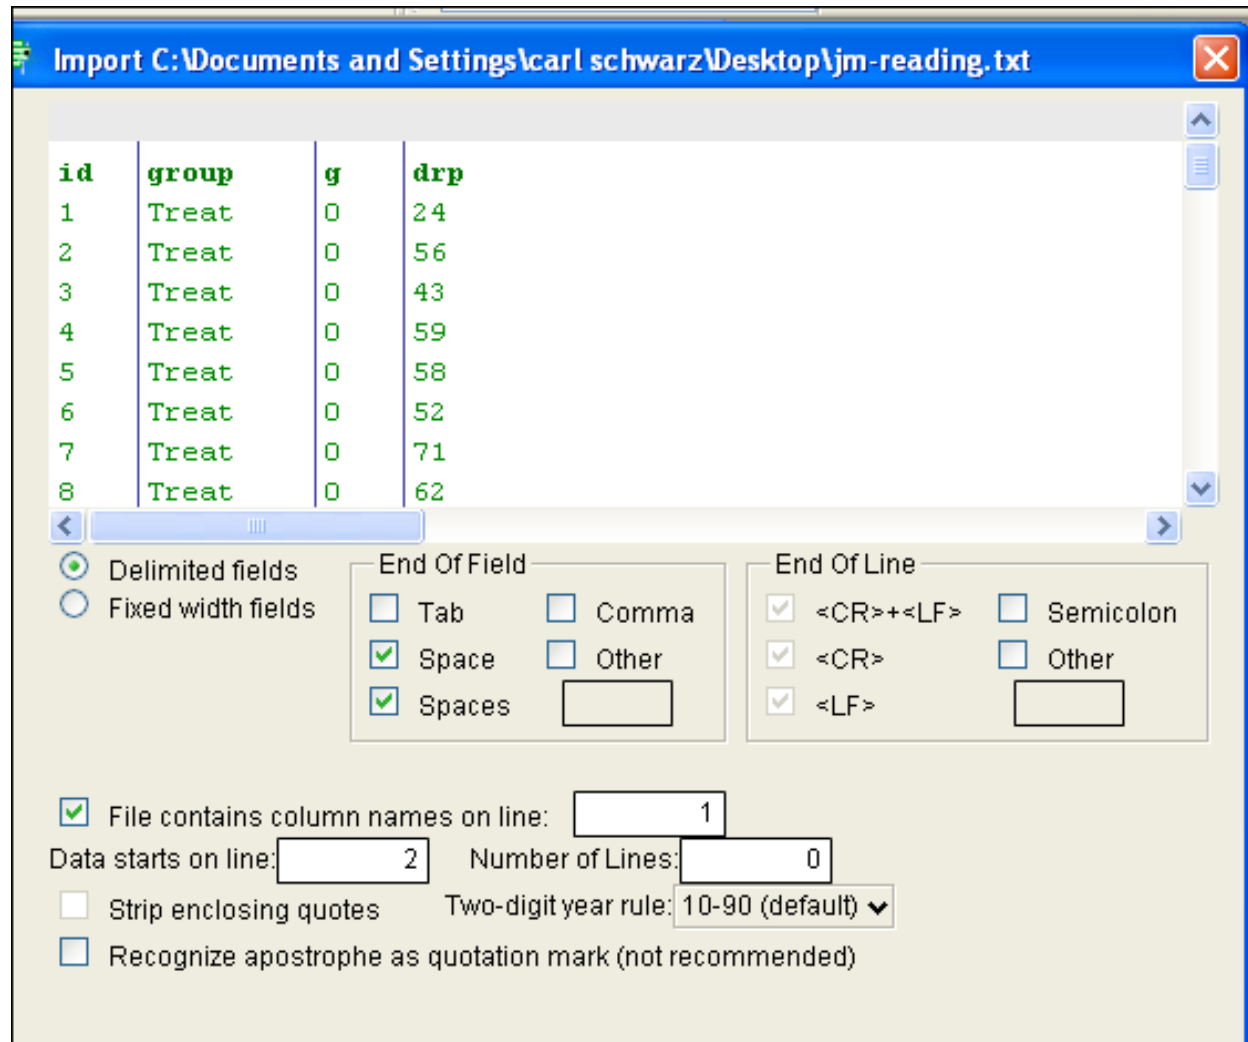 Import C:\Documents and Settings\carl schwarz\Desktop\jm-reading.txt
id group g drp
1 Treat 0 24
2 Treat 0 56
3 Treat 0 43
4 Treat 0 59
5 Treat 0 58
6 Treat 0 52
7 Treat 0 71
8 Treat 0 62
Delimited fields
Fixed width fields
End Of Field
Tab Comma
Space Other
Spaces
End Of Line
<CR>+<LF> Semicolon
<CR> Other
<LF>
File contains column names on line: 1
Data starts on line: 2 Number of Lines: 0
Strip enclosing quotes Two-digit year rule: 10-90 (default)
Recognize apostrophe as quotation mark (not recommended)